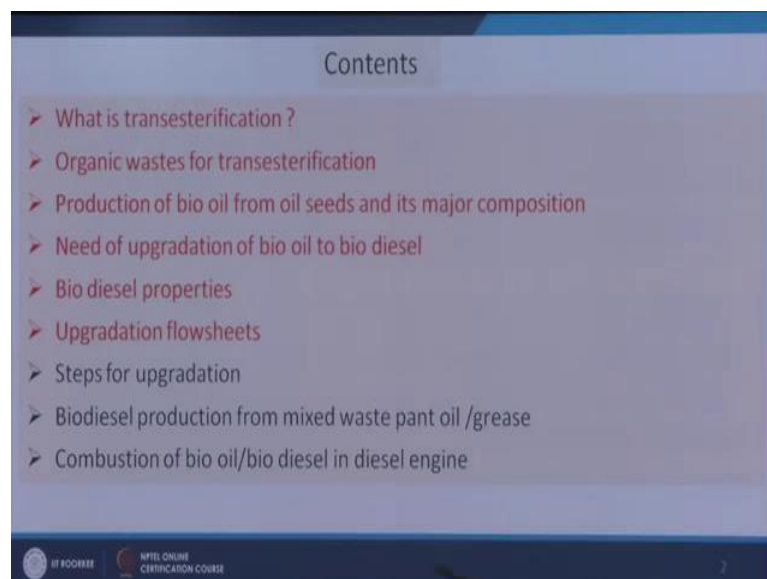 Contents
➢ What is transesterification ?
➢ Organic wastes for transesterification
➢ Production of bio oil from oil seeds and its major composition
➢ Need of upgradation of bio oil to bio diesel
➢ Bio diesel properties
➢ Upgradation flowsheets
➢ Steps for upgradation
➢ Biodiesel production from mixed waste pant oil /grease
➢ Combustion of bio oil/bio diesel in diesel engine
IIT ROORKEE
NPTEL ONLINE
CERTIFICATION COURSE
2